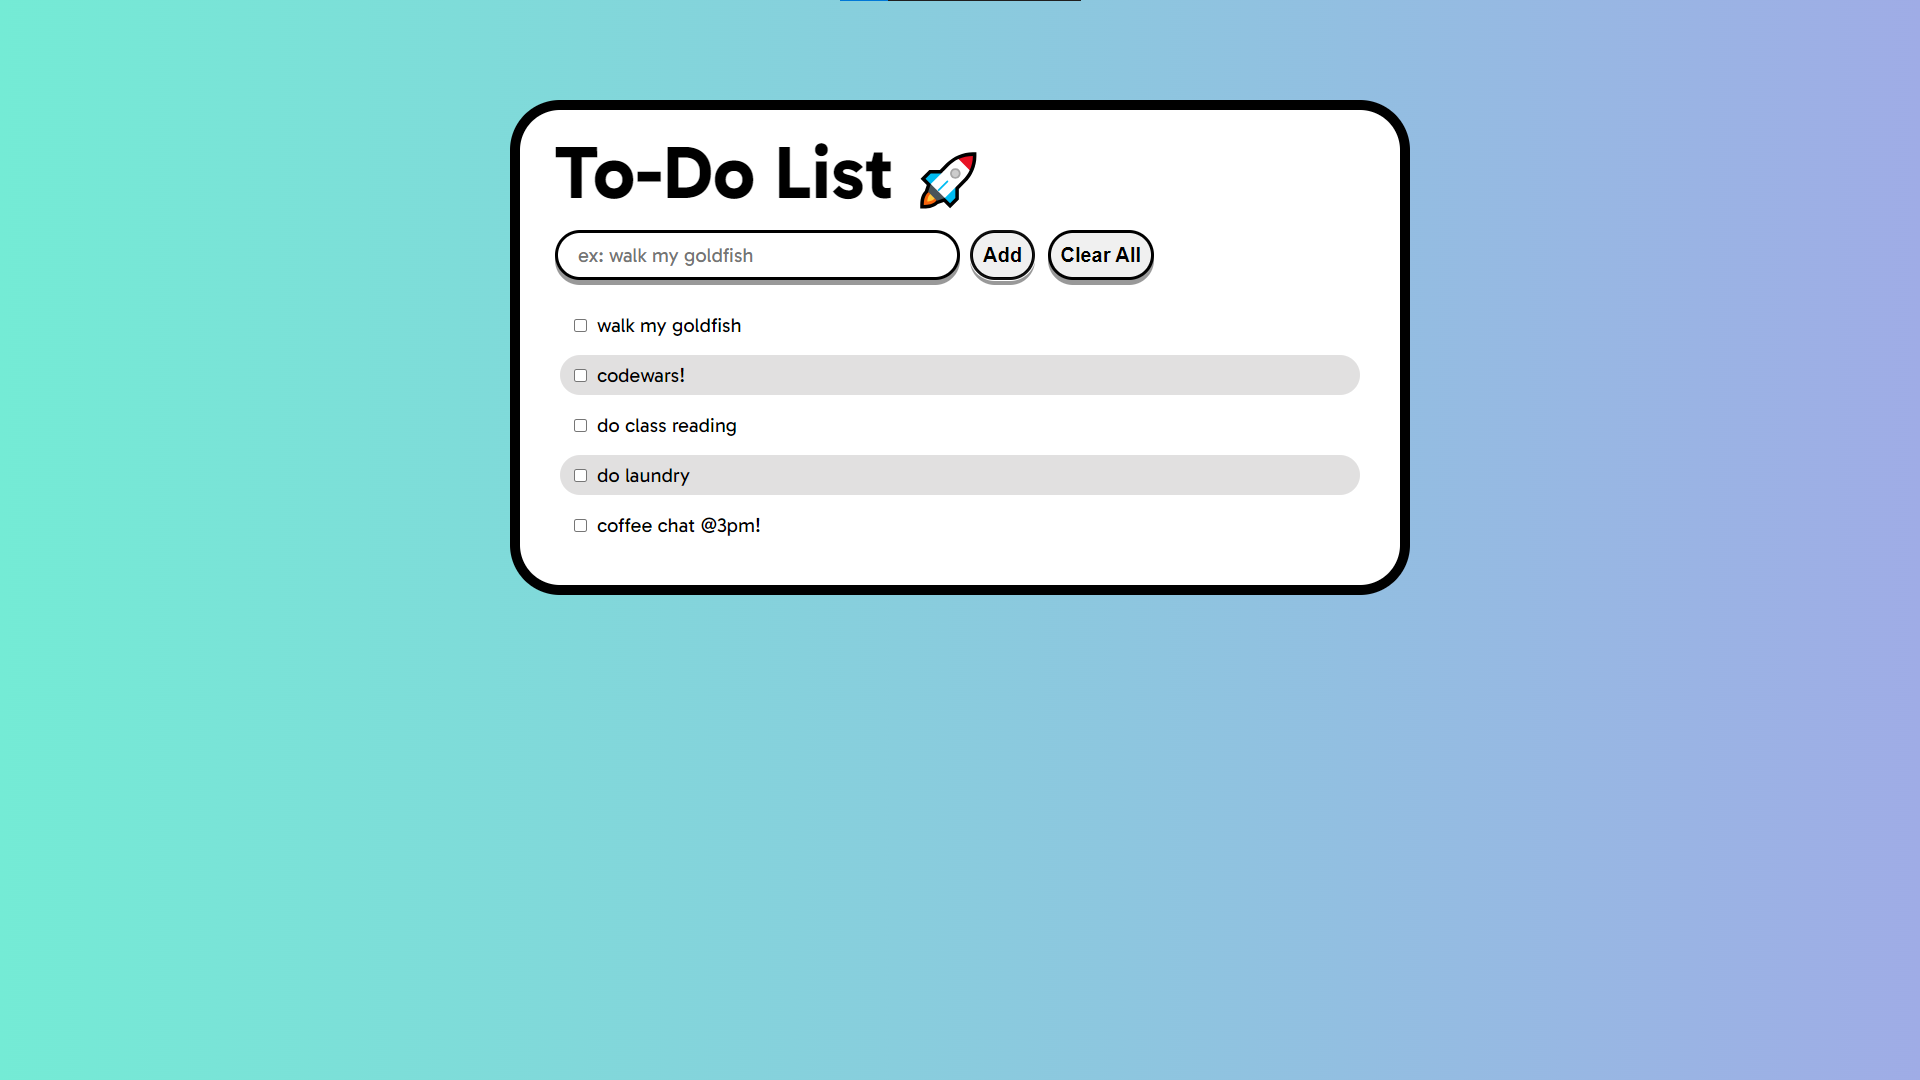 To-Do List 🚀
ex: walk my goldfish Add Clear All
walk my goldfish
codewars!
do class reading
do laundry
coffee chat @3pm!